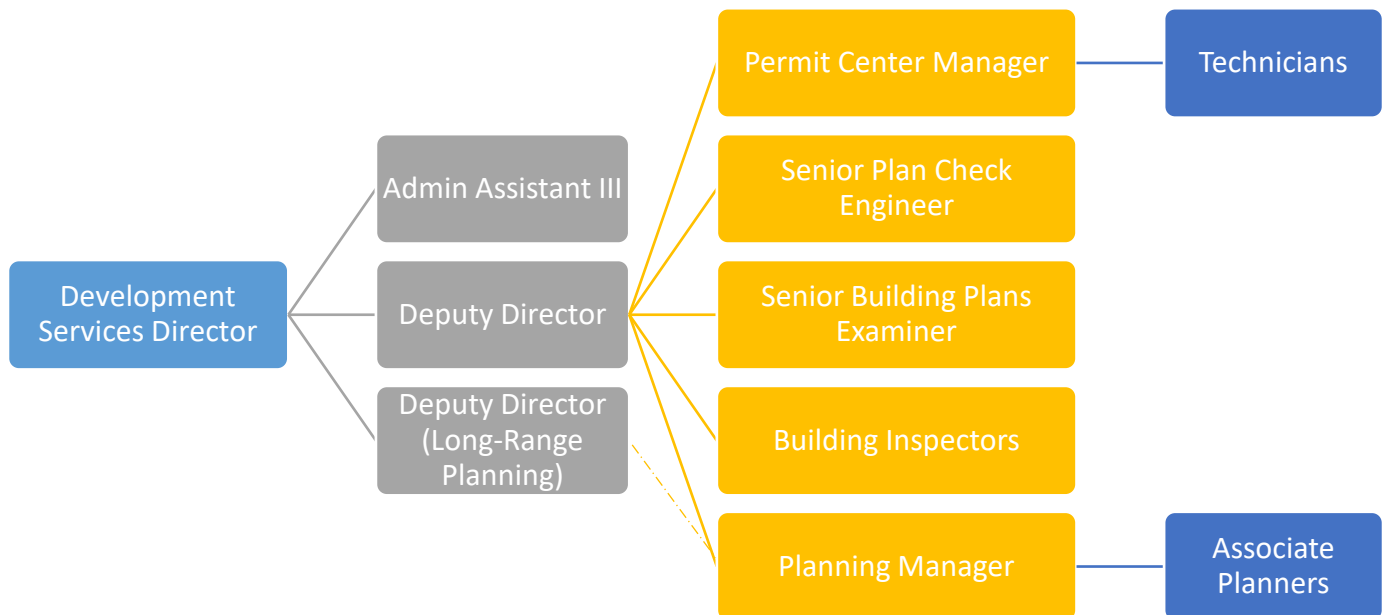 Development
Services Director
Admin Assistant III
Deputy Director
Deputy Director
(Long-Range
Planning)
Permit Center Manager
Senior Plan Check
Engineer
Senior Building Plans
Examiner
Building Inspectors
Planning Manager
Technicians
Associate
Planners